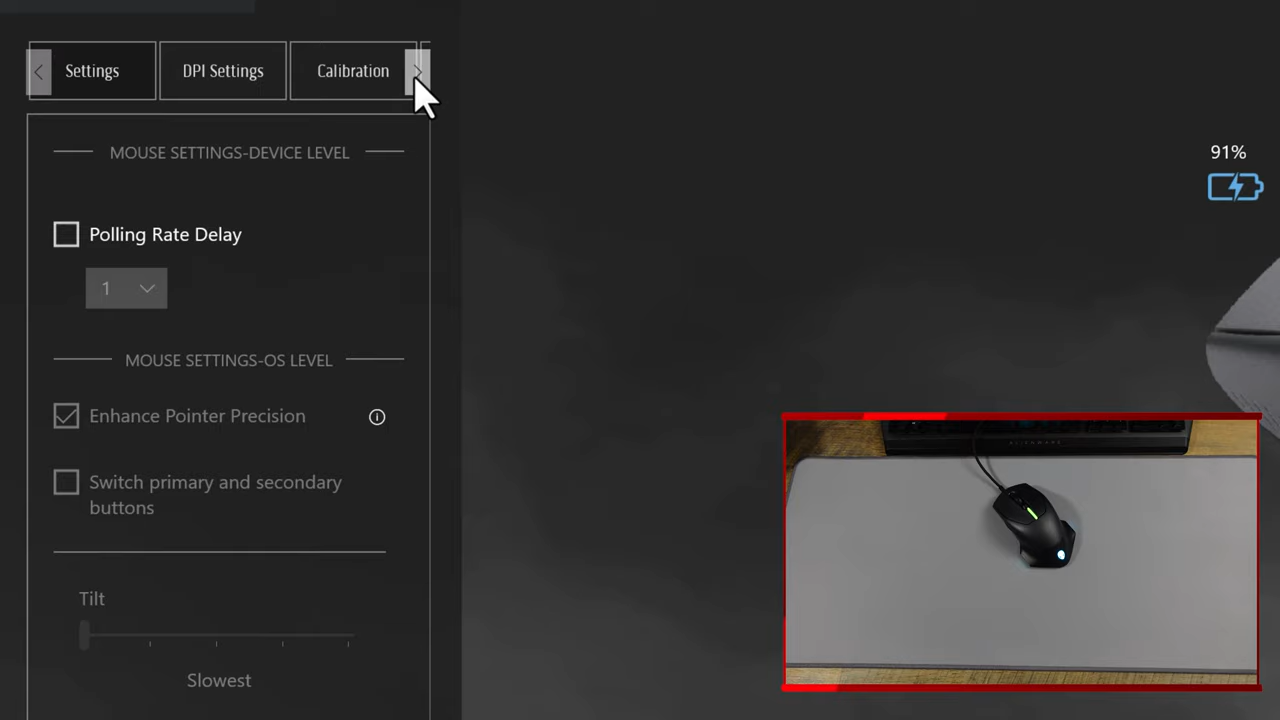 Settings
DPI Settings
Calibration
MOUSE SETTINGS-DEVICE LEVEL
91%
Polling Rate Delay
1
MOUSE SETTINGS-OS LEVEL
Enhance Pointer Precision
Switch primary and secondary
buttons
Tilt
Slowest
ALIENWARE